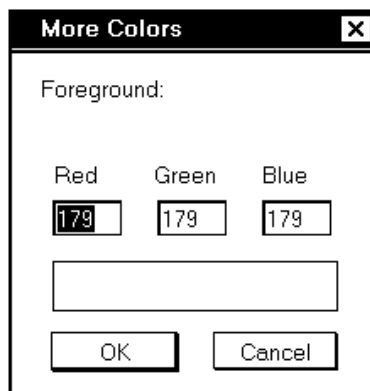 More Colors
Foreground:
Red Green Blue
179 179 179
OK Cancel